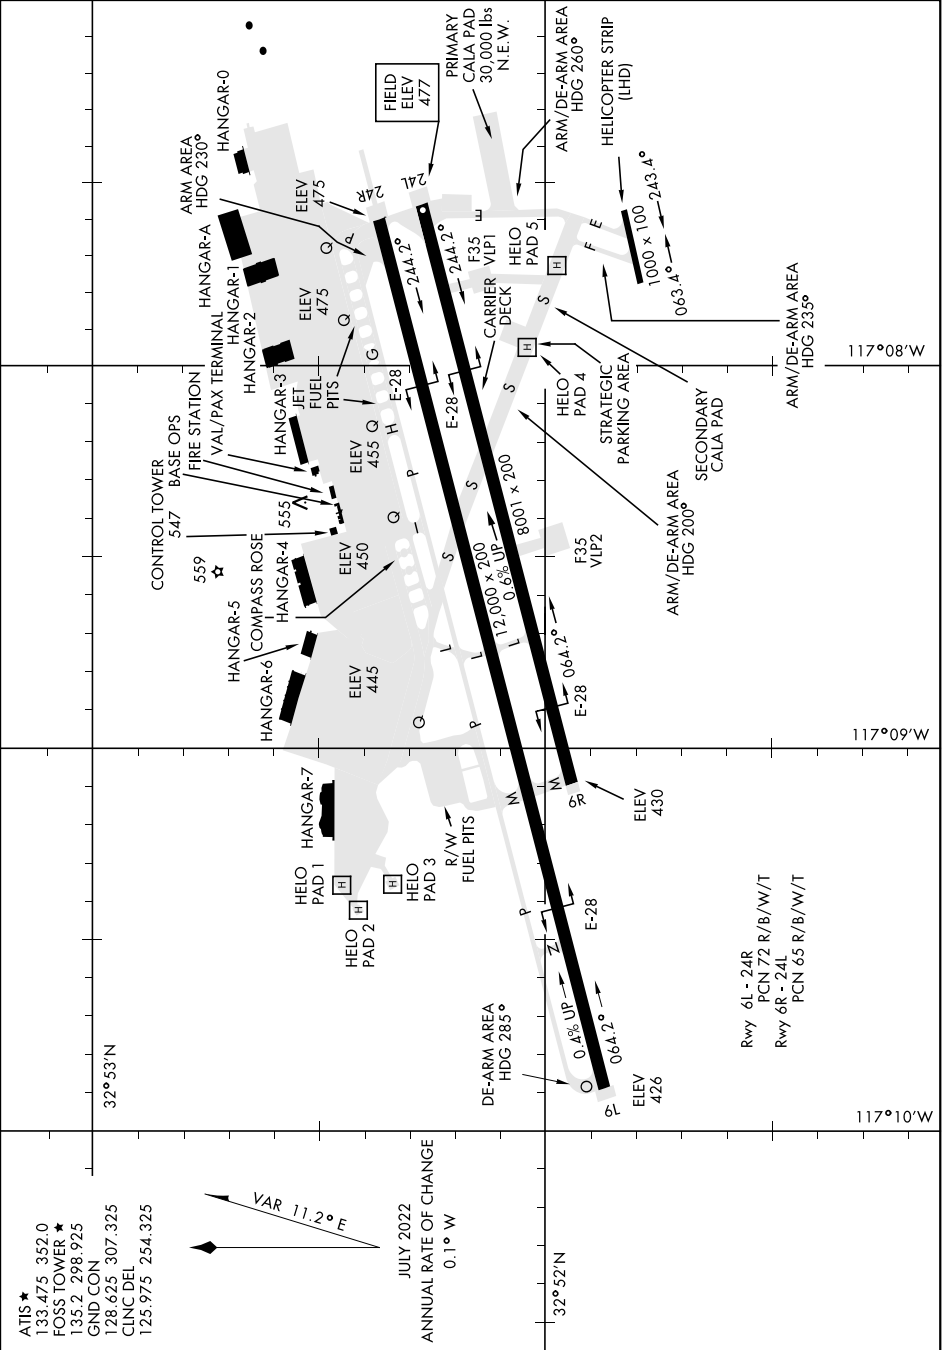 ATIS ★
133.475 352.0
FOSS TOWER ★
135.2 298.925
GND CON
128.625 307.325
CLNC DEL
125.975 254.325
VAR 11.2° E
JULY 2022
ANNUAL RATE OF CHANGE
0.1° W
32°53'N
32°52'N
117°10'W
117°09'W
117°08'W
HANGAR-0
ARM AREA
HDG 230°
HANGAR-A
HANGAR-1
HANGAR-2
VAL/PAX TERMINAL
FIRE STATION
BASE OPS
CONTROL TOWER
547
HANGAR-3
JET
FUEL
PITS
555
559
COMPASS ROSE
HANGAR-4
HANGAR-5
HANGAR-6
HANGAR-7
ELEV
475
ELEV
475
ELEV
455
ELEV
450
ELEV
445
HELO
PAD 1
H
HELO
PAD 2
H
HELO
PAD 3
H
R/W
FUEL PITS
FIELD
ELEV
477
PRIMARY
CALA PAD
30,000 lbs
N.E.W.
ARM/DE-ARM AREA
HDG 260°
HELICOPTER STRIP
(LHD)
1000 x 100
243.4°
063.4°
24R
24L
244.2°
244.2°
F35
VLP1
HELO
PAD 5
H
CARRIER
DECK
E-28
E-28
HELO
PAD 4
H
STRATEGIC
PARKING AREA
SECONDARY
CALA PAD
ARM/DE-ARM AREA
HDG 235°
ARM/DE-ARM AREA
HDG 200°
F35
VLP2
12,000 x 200
0.6% UP
8001 x 200
064.2°
E-28
6R
ELEV
430
E-28
0.4% UP
064.2°
DE-ARM AREA
HDG 285°
6L
ELEV
426
Q
P
Q
G
Q
H
P
Q
I
S
S
S
S
E
F
E
L
L
L
Q
P
W
W
P
Z
Rwy 6L - 24R
PCN 72 R/B/W/T
Rwy 6R - 24L
PCN 65 R/B/W/T